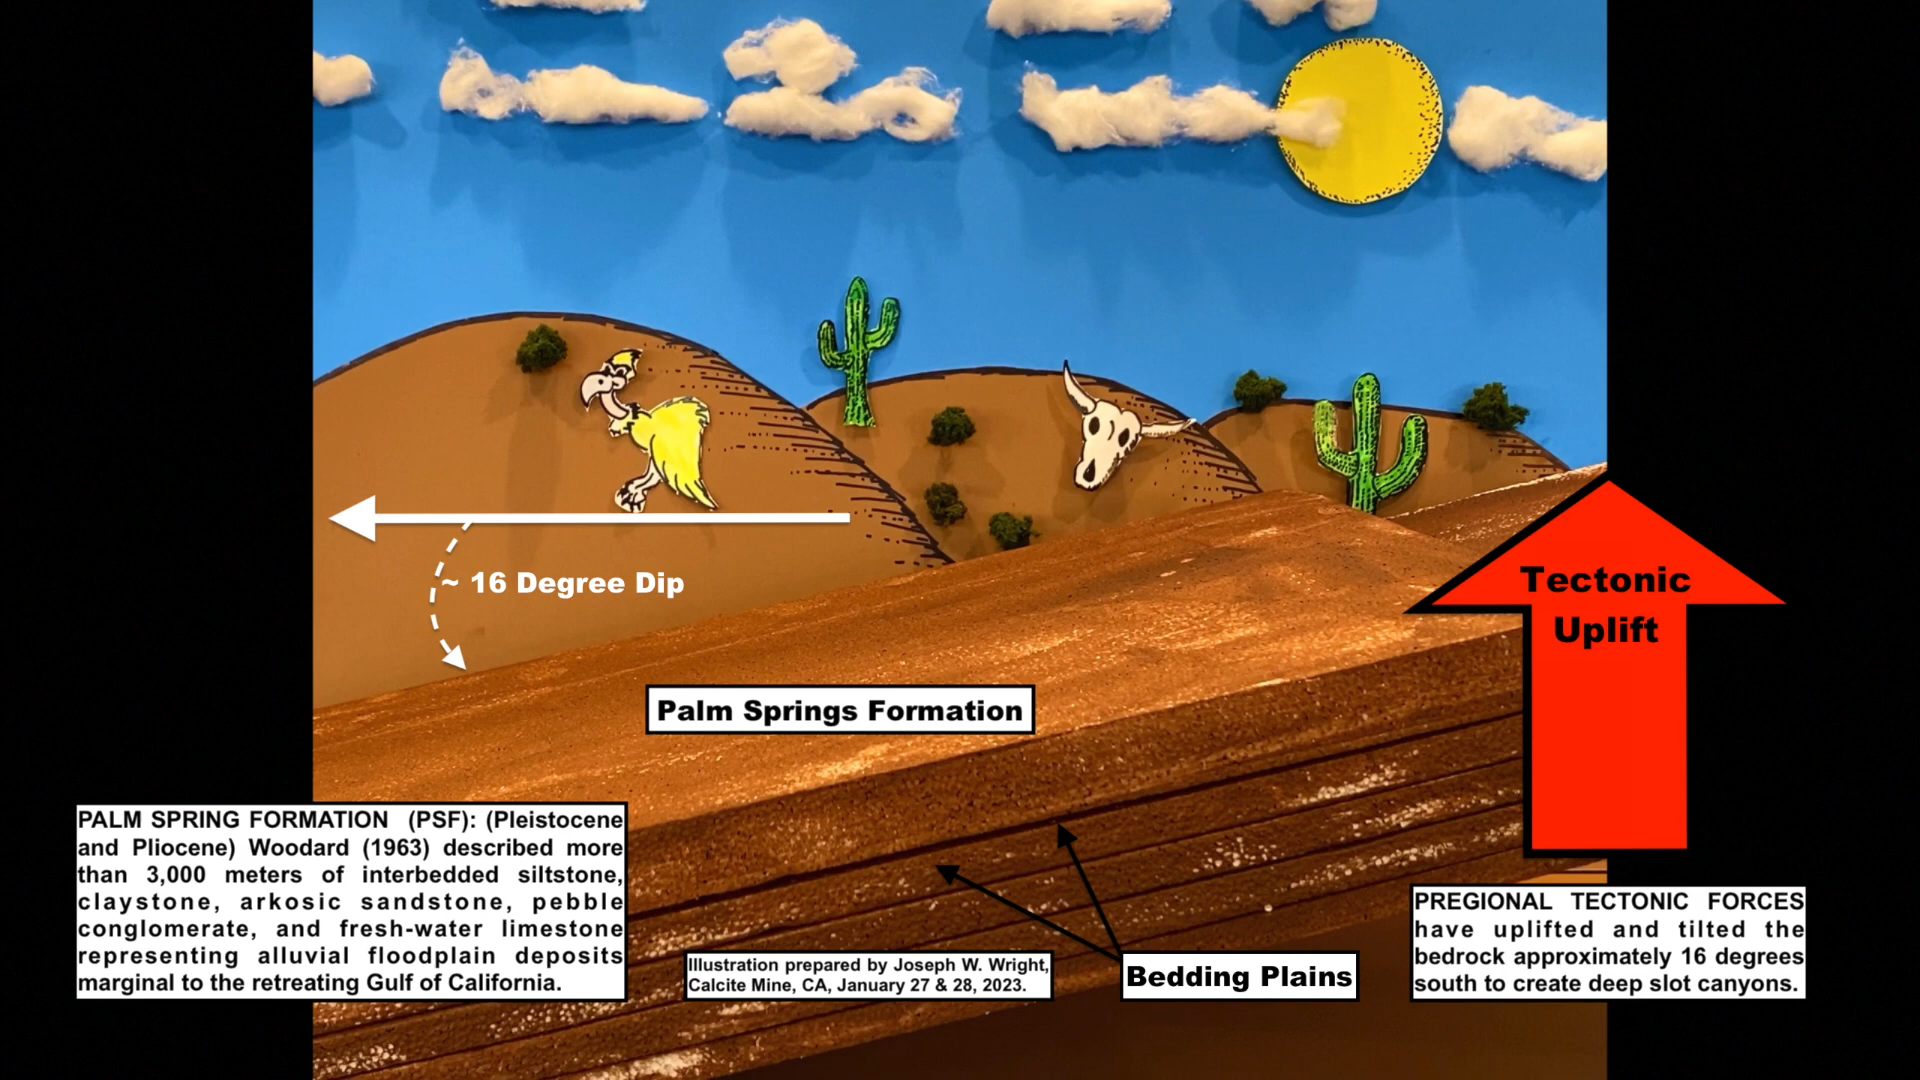 ~ 16 Degree Dip
Tectonic
Uplift
Palm Springs Formation
PALM SPRING FORMATION (PSF): (Pleistocene
and Pliocene) Woodard (1963) described more
than 3,000 meters of interbedded siltstone,
claystone, arkosic sandstone, pebble
conglomerate, and fresh-water limestone
representing alluvial floodplain deposits
marginal to the retreating Gulf of California.
Illustration prepared by Joseph W. Wright,
Calcite Mine, CA, January 27 & 28, 2023.
Bedding Plains
PREGIONAL TECTONIC FORCES
have uplifted and tilted the
bedrock approximately 16 degrees
south to create deep slot canyons.